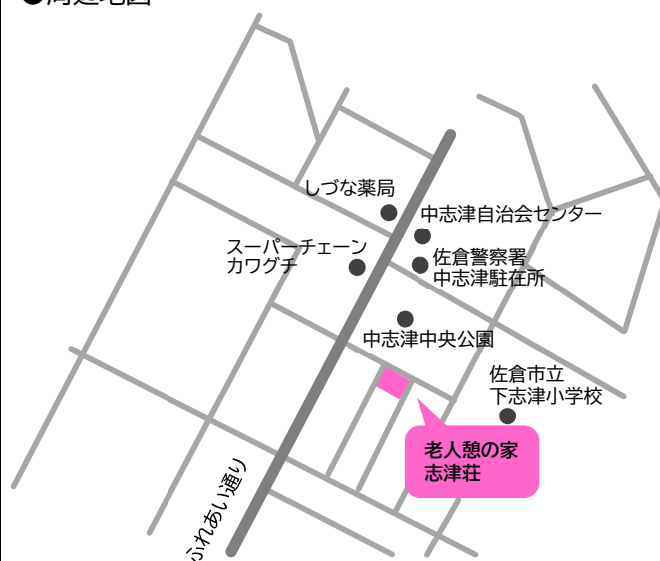 ●周辺地図
しづな薬局
中志津自治会センター
スーパーチェーン
カワグチ
佐倉警察署
中志津駐在所
中志津中央公園
佐倉市立
下志津小学校
老人憩の家
志津荘
ふれあい通り